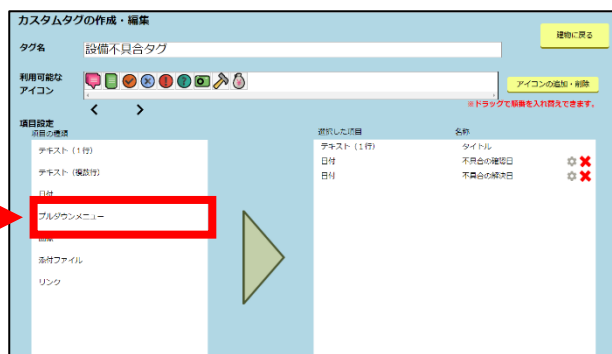 カスタムタグの作成・編集
建物に戻る
タグ名
設備不具合タグ
利用可能な
アイコン
アイコンの追加・削除
※ドラッグで順番を入れ替えできます。
項目設定
項目の種類
選択した項目
名称
テキスト（1行）
テキスト（複数行）
日付
プルダウンメニュー
添付ファイル
リンク
テキスト（1行）
タイトル
日付
不具合の確認日
日付
不具合の解決日